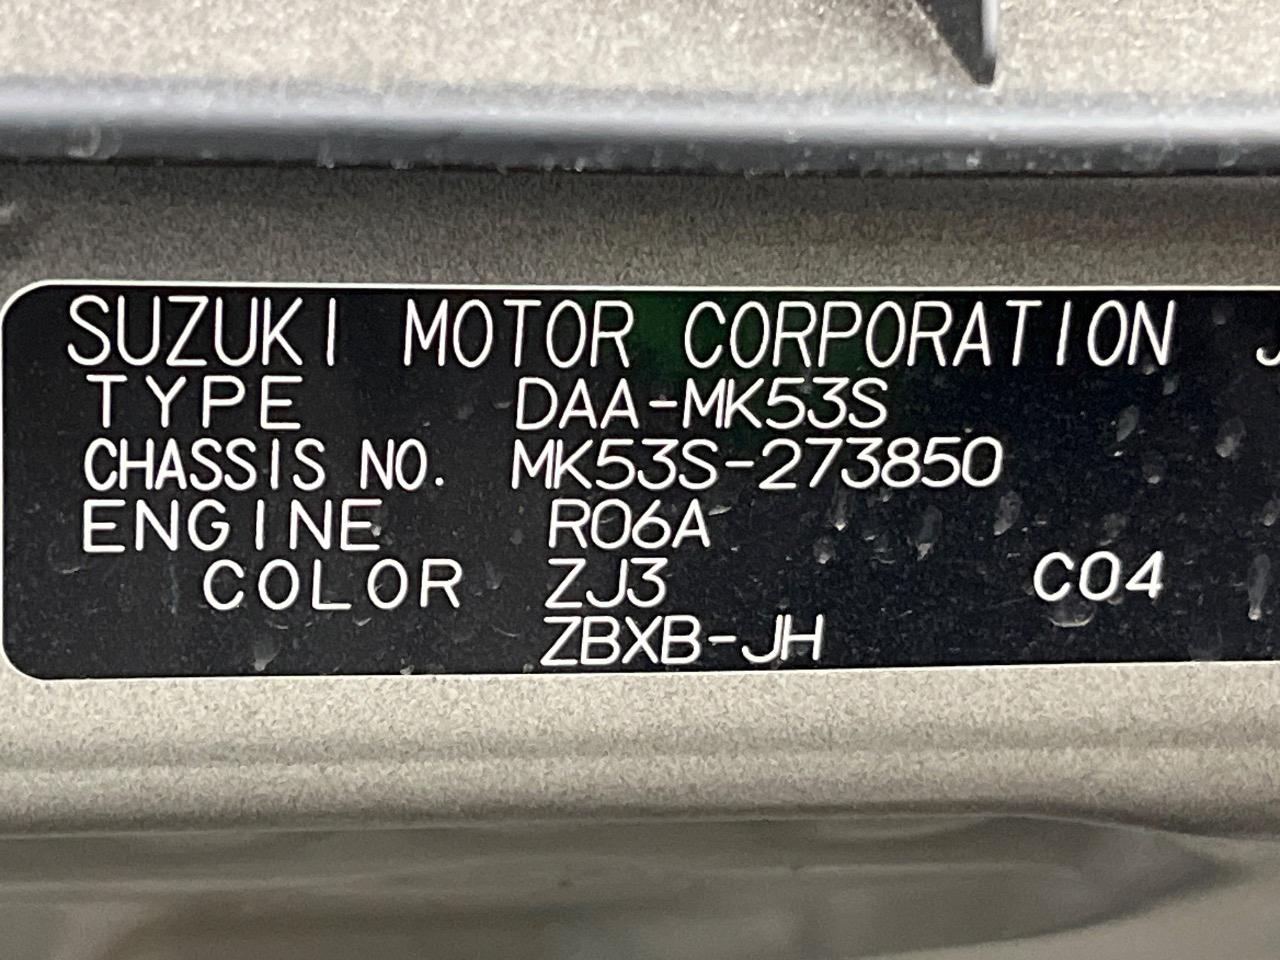 SUZUKI MOTOR CORPORATION
TYPE DAA-MK53S
CHASSIS NO. MK53S-273850
ENGINE R06A
COLOR ZJ3 C04
ZBXB-JH